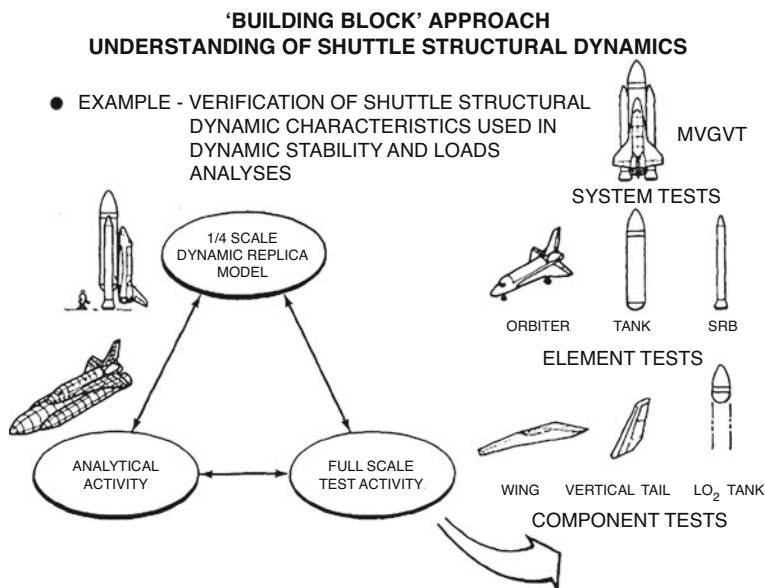 ‘BUILDING BLOCK’ APPROACH
UNDERSTANDING OF SHUTTLE STRUCTURAL DYNAMICS
● EXAMPLE - VERIFICATION OF SHUTTLE STRUCTURAL
DYNAMIC CHARACTERISTICS USED IN
DYNAMIC STABILITY AND LOADS
ANALYSES
MVGVT
SYSTEM TESTS
1/4 SCALE
DYNAMIC REPLICA
MODEL
ORBITER TANK SRB
ELEMENT TESTS
ANALYTICAL
ACTIVITY
FULL SCALE
TEST ACTIVITY
WING VERTICAL TAIL LO₂ TANK
COMPONENT TESTS